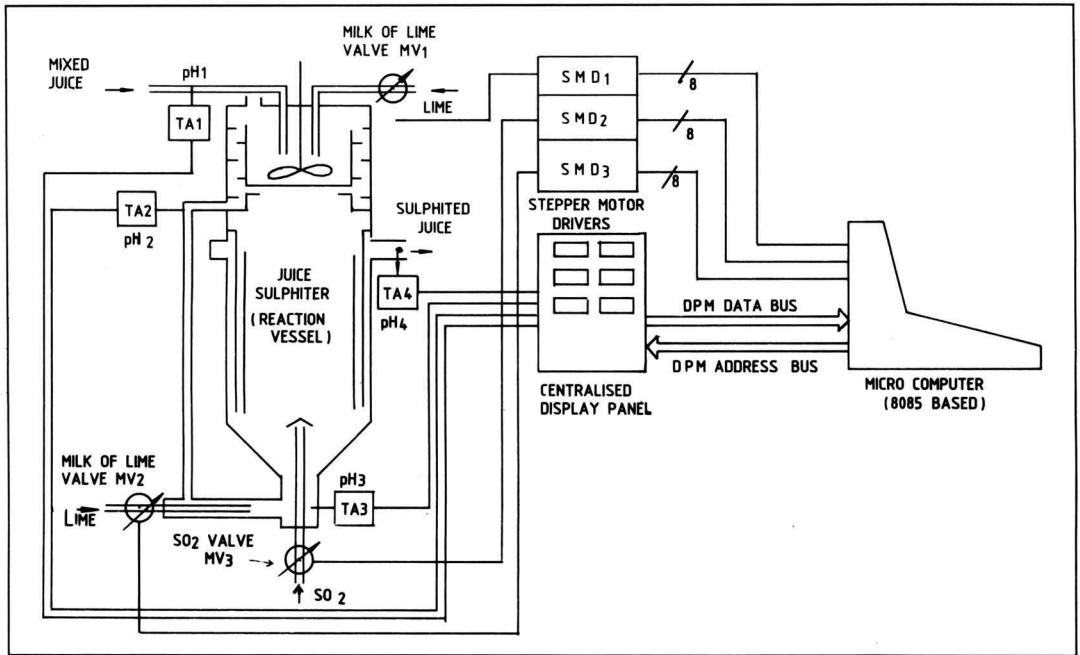 MILK OF LIME
VALVE MV1
MIXED
JUICE
pH1
LIME
TA1
SMD1
8
SMD2
8
SMD3
8
STEPPER MOTOR
DRIVERS
TA2
pH 2
SULPHITED
JUICE
JUICE
SULPHITER
(REACTION
VESSEL)
TA4
pH4
DPM DATA BUS
DPM ADDRESS BUS
CENTRALISED
DISPLAY PANEL
MICRO COMPUTER
(8085 BASED)
MILK OF LIME
VALVE MV2
LIME
pH3
TA3
SO2 VALVE
MV3
SO 2